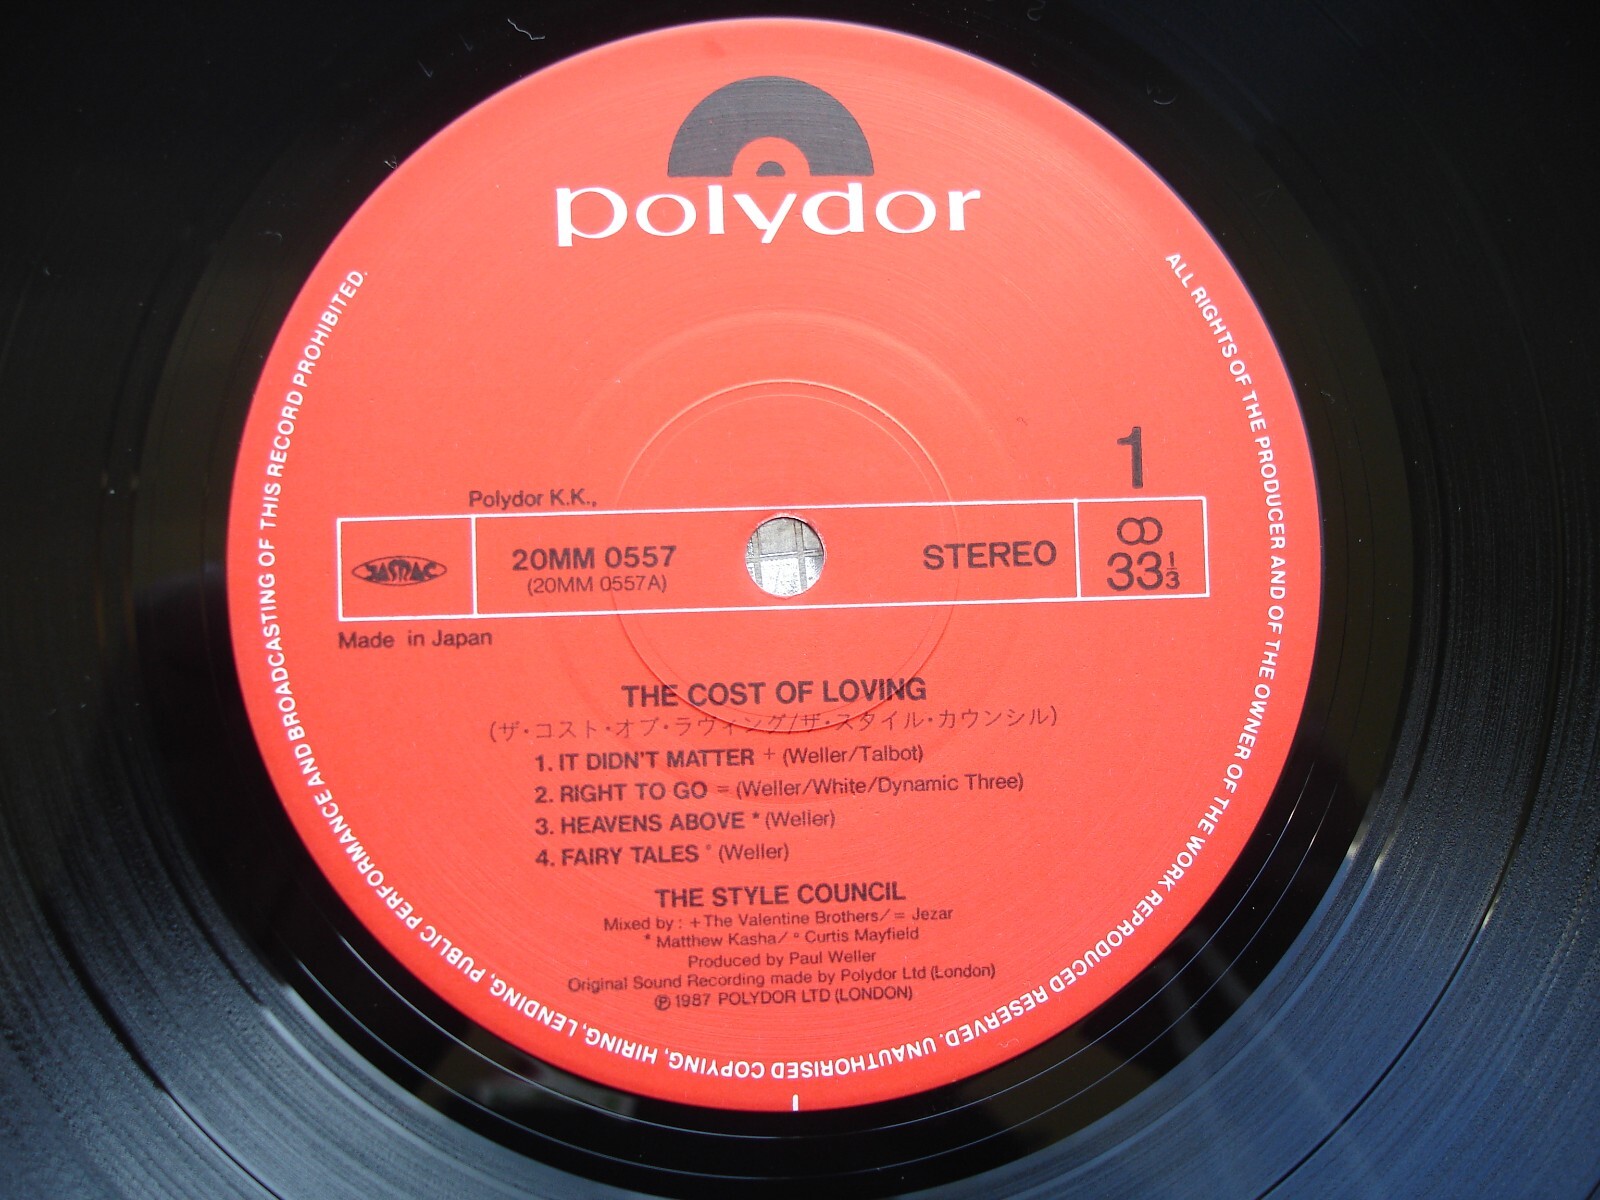 polydor
1
Polydor K.K.,
JASRAC
20MM 0557
(20MM 0557A)
STEREO
33 1/3
Made in Japan
THE COST OF LOVING
(ザ・コスト・オブ・ラヴィング/ザ・スタイル・カウンシル)
1. IT DIDN'T MATTER + (Weller/Talbot)
2. RIGHT TO GO = (Weller/White/Dynamic Three)
3. HEAVENS ABOVE * (Weller)
4. FAIRY TALES ° (Weller)
THE STYLE COUNCIL
Mixed by : +The Valentine Brothers/ = Jezar
* Matthew Kasha/ ° Curtis Mayfield
Produced by Paul Weller
Original Sound Recording made by Polydor Ltd (London)
℗ 1987 POLYDOR LTD (LONDON)
ALL RIGHTS OF THE PRODUCER AND OF THE OWNER OF THE WORK REPRODUCED RESERVED. UNAUTHORISED COPYING, HIRING, LENDING, PUBLIC PERFORMANCE AND BROADCASTING OF THIS RECORD PROHIBITED.